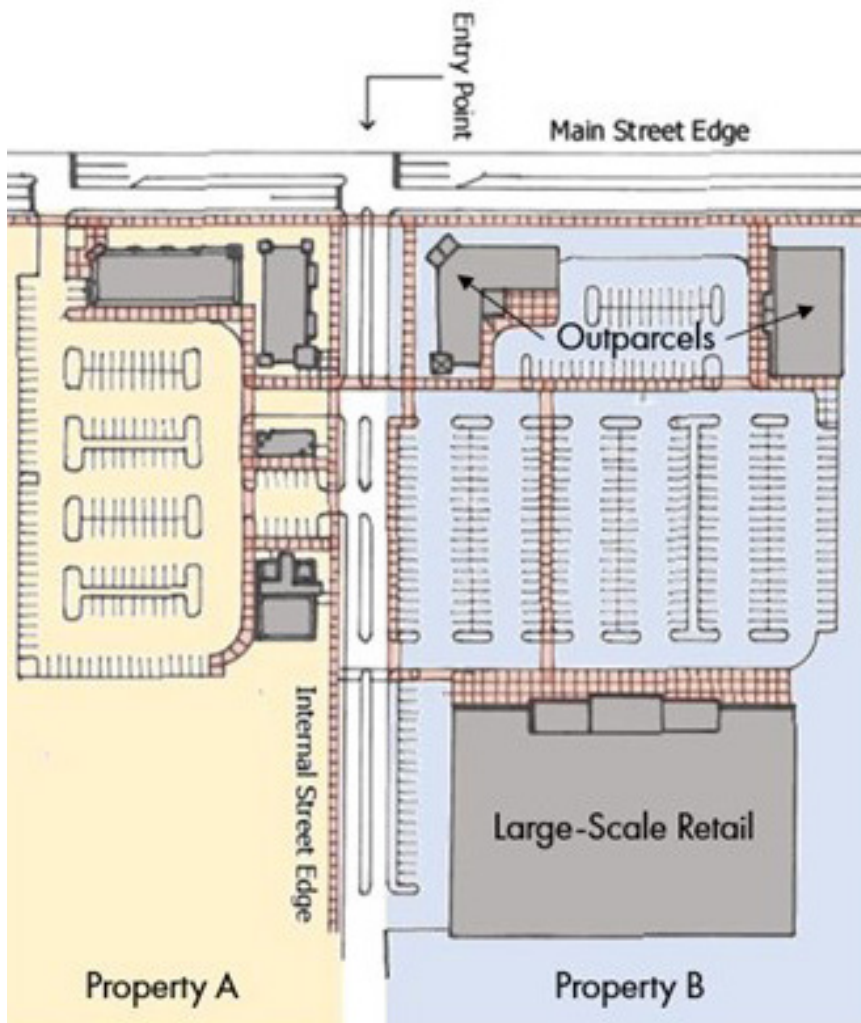 Entry Point
Main Street Edge
Outparcels
Internal Street Edge
Large-Scale Retail
Property A
Property B